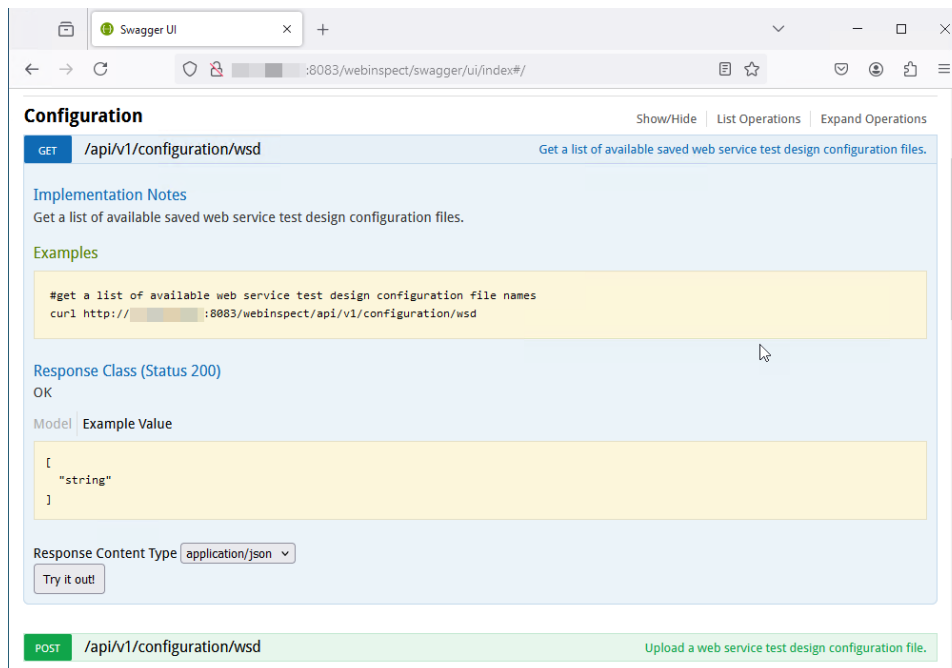 Swagger UI
:8083/webinspect/swagger/ui/index#/
Configuration
Show/Hide List Operations Expand Operations
GET /api/v1/configuration/wsd Get a list of available saved web service test design configuration files.
Implementation Notes
Get a list of available saved web service test design configuration files.
Examples
#get a list of available web service test design configuration file names
curl http:// :8083/webinspect/api/v1/configuration/wsd
Response Class (Status 200)
OK
Model Example Value
[
"string"
]
Response Content Type application/json
Try it out!
POST /api/v1/configuration/wsd Upload a web service test design configuration file.